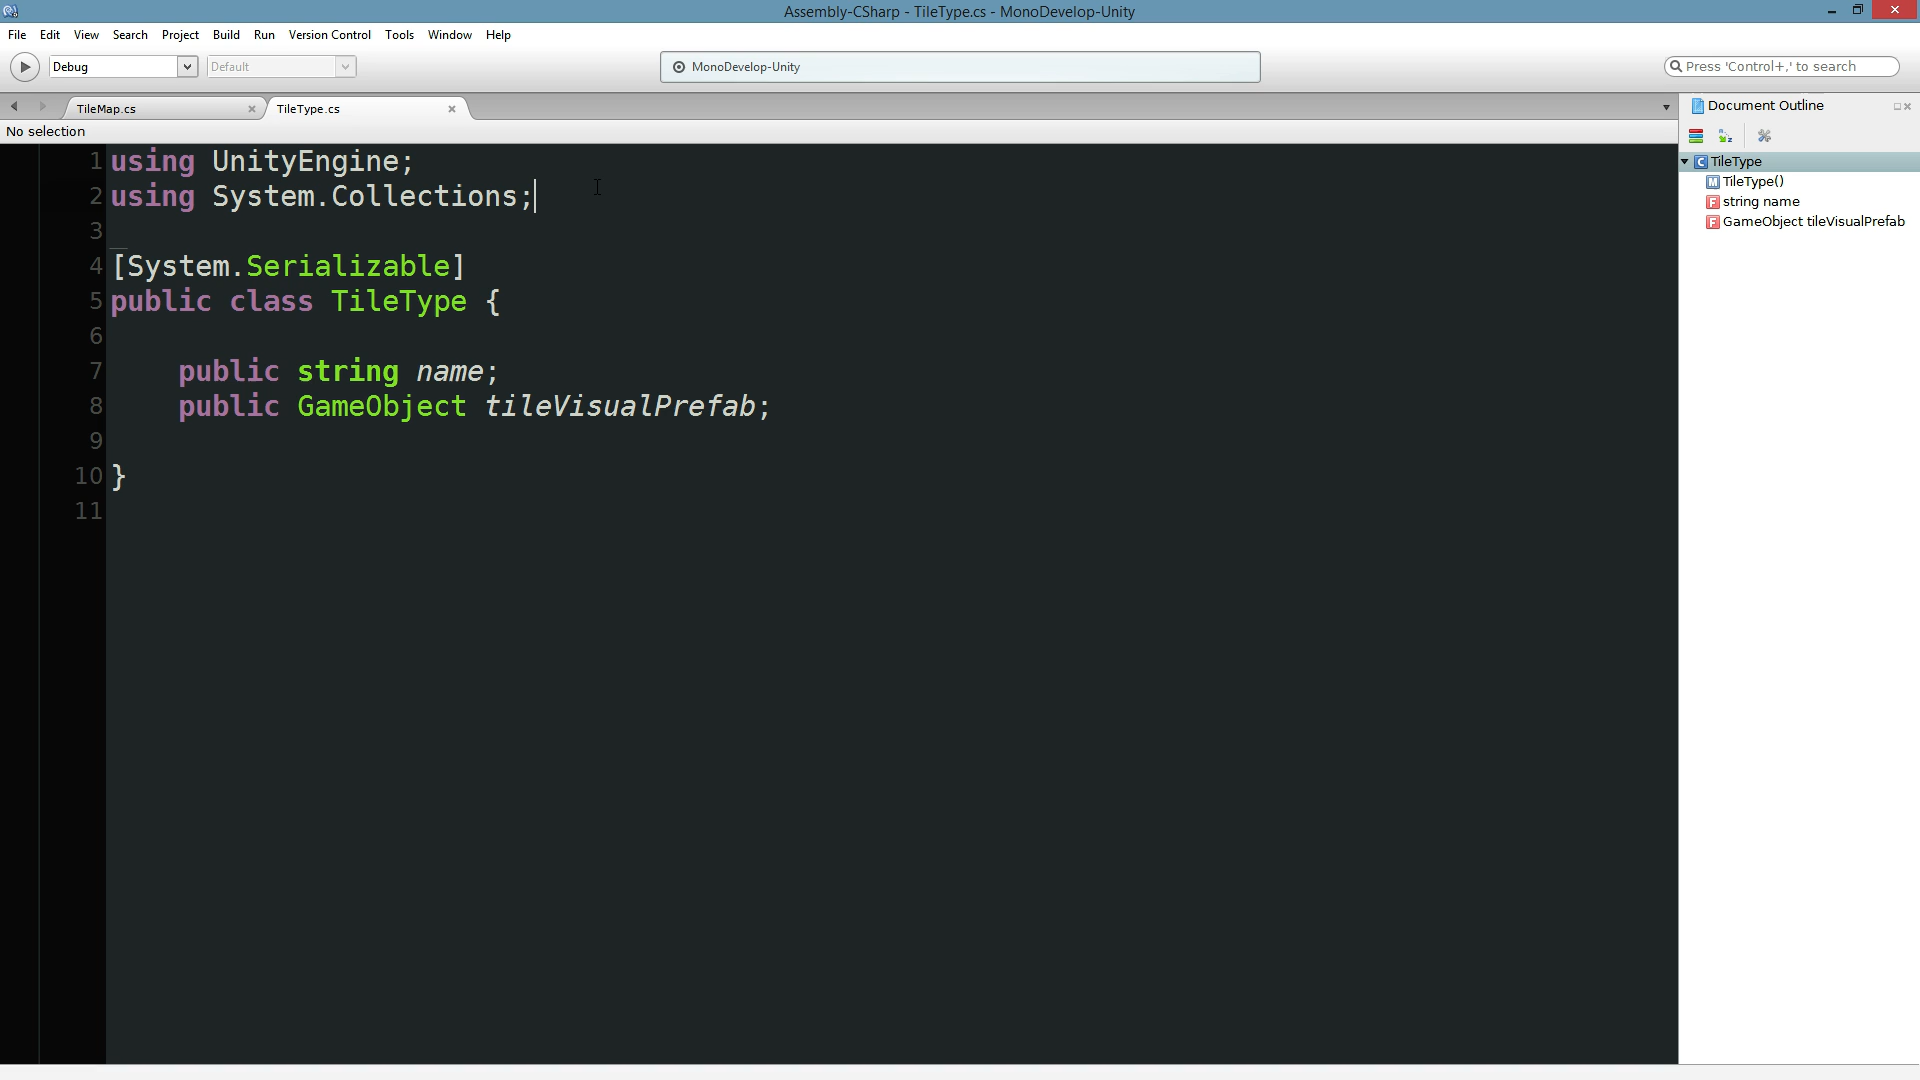 Assembly-CSharp - TileType.cs - MonoDevelop-Unity
File Edit View Search Project Build Run Version Control Tools Window Help
Debug Default MonoDevelop-Unity Press 'Control+,' to search
TileMap.cs TileType.cs Document Outline
No selection
1 using UnityEngine;
2 using System.Collections;
3
4 [System.Serializable]
5 public class TileType {
6
7 public string name;
8 public GameObject tileVisualPrefab;
9
10 }
11
TileType
TileType()
string name
GameObject tileVisualPrefab